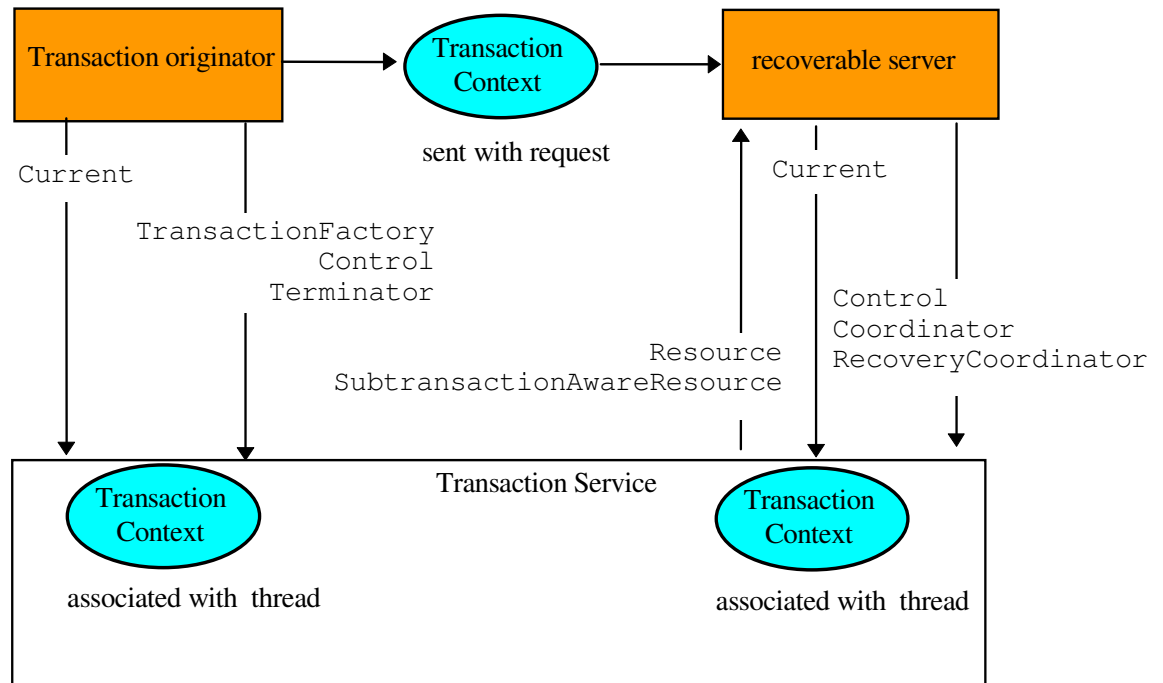 Transaction originator
Transaction
Context
recoverable server
sent with request
Current
Current
TransactionFactory
Control
Terminator
Control
Coordinator
RecoveryCoordinator
Resource
SubtransactionAwareResource
Transaction Service
Transaction
Context
Transaction
Context
associated with thread
associated with thread